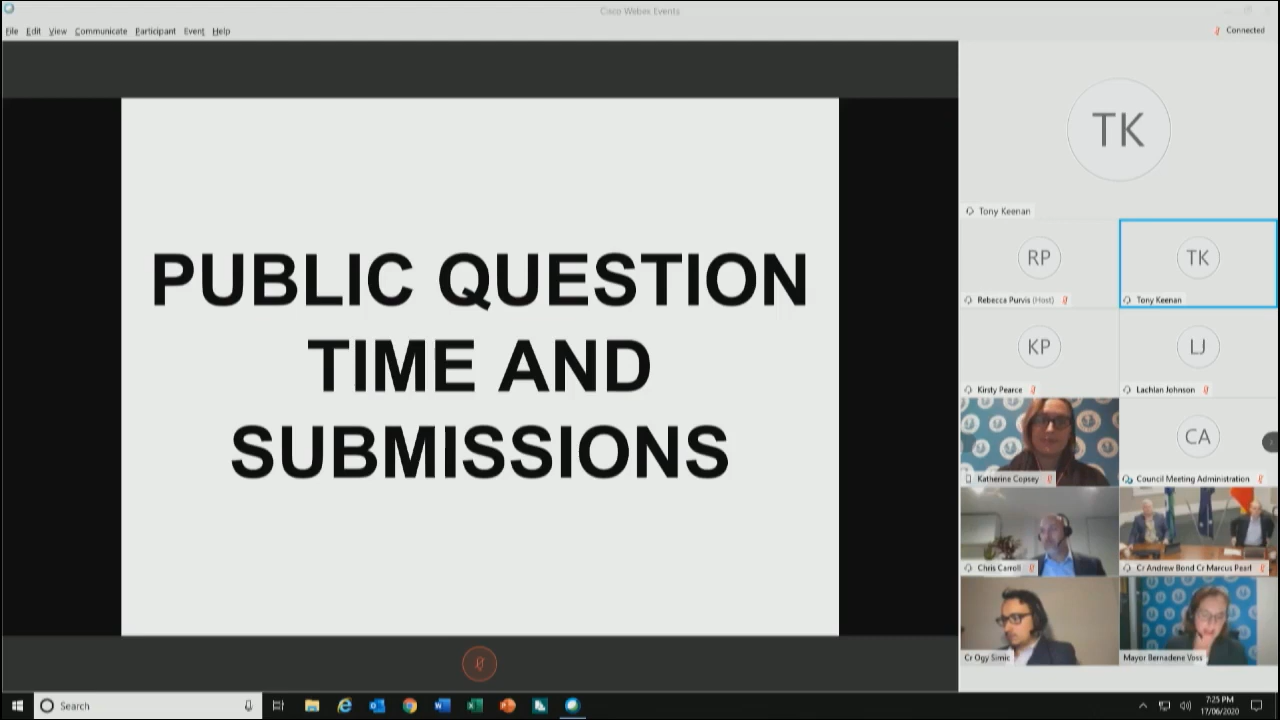 Cisco Webex Events
File Edit View Communicate Participant Event Help
Connected
TK
Tony Keenan
RP
TK
Rebecca Purvis (Host)
Tony Keenan
KP
LJ
Kirsty Pearce
Lachlan Johnson
CA
Katherine Copsey
Council Meeting Administration
Chris Carroll
Cr Andrew Bond Cr Marcus Pearl
Cr Ogy Simic
Mayor Bernadene Voss
PUBLIC QUESTION
TIME AND
SUBMISSIONS
Search
7:25 PM
17/06/2020